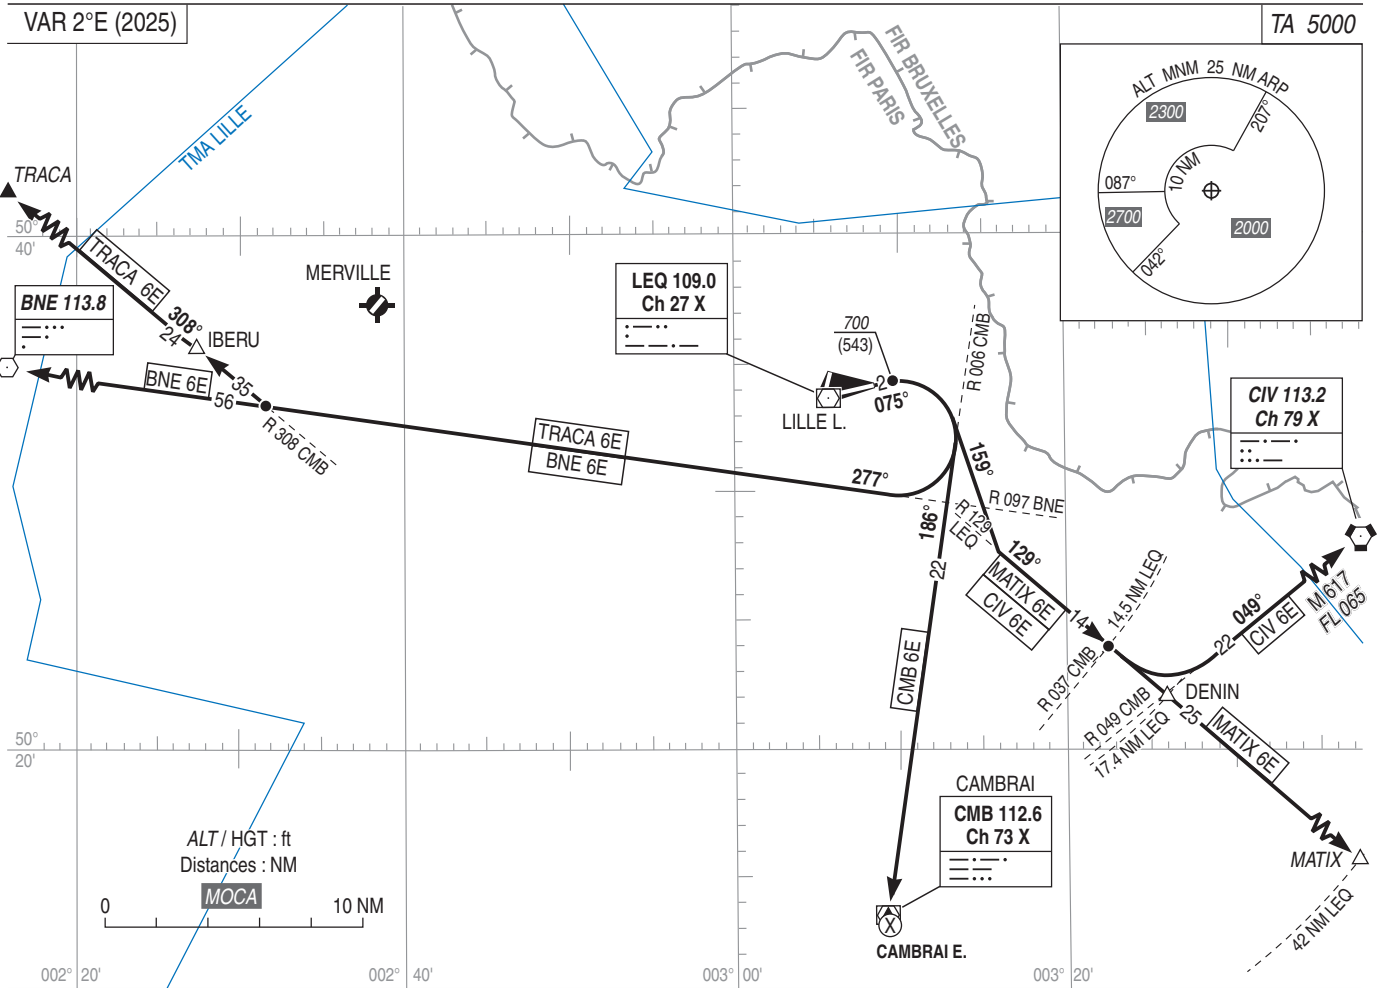 VAR 2°E (2025)
TA 5000
ALT MNM 25 NM ARP
2300
207°
10 NM
087°
2700
2000
042°
FIR BRUXELLES
FIR PARIS
TMA LILLE
TRACA
50°
40'
TRACA 6E
308°
24
IBERU
MERVILLE
BNE 113.8
BNE 6E
56
35
R 308 CMB
LEQ 109.0
Ch 27 X
700
(543)
2
075°
LILLE L.
R 006 CMB
CIV 113.2
Ch 79 X
TRACA 6E
BNE 6E
277°
159°
R 097 BNE
R 129
LEQ
186°
22
129°
MATIX 6E
CIV 6E
14
14.5 NM LEQ
R 037 CMB
049°
CIV 6E
22
M 617
FL 065
DENIN
R 049 CMB
17.4 NM LEQ
25
MATIX 6E
CMB 6E
50°
20'
CAMBRAI
CMB 112.6
Ch 73 X
MATIX
42 NM LEQ
X
CAMBRAI E.
ALT / HGT : ft
Distances : NM
MOCA
0 10 NM
002° 20'
002° 40'
003° 00'
003° 20'